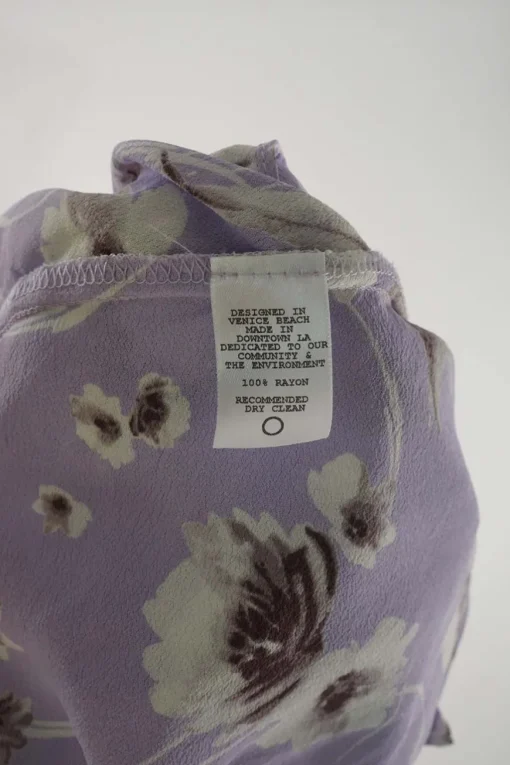 DESIGNED IN
VENICE BEACH
MADE IN
DOWNTOWN LA
DEDICATED TO OUR
COMMUNITY &
THE ENVIRONMENT
100% RAYON
RECOMMENDED
DRY CLEAN